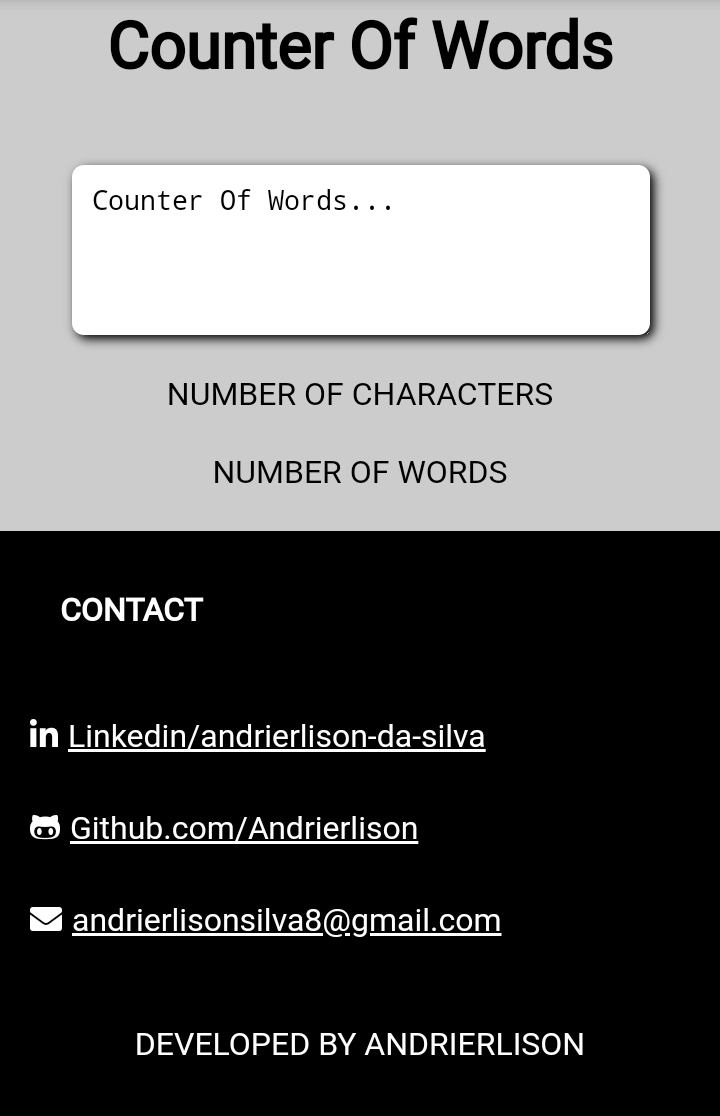 Counter Of Words
Counter Of Words...
NUMBER OF CHARACTERS
NUMBER OF WORDS
CONTACT
Linkedin/andrierlison-da-silva
Github.com/Andrierlison
andrierlisonsilva8@gmail.com
DEVELOPED BY ANDRIERLISON